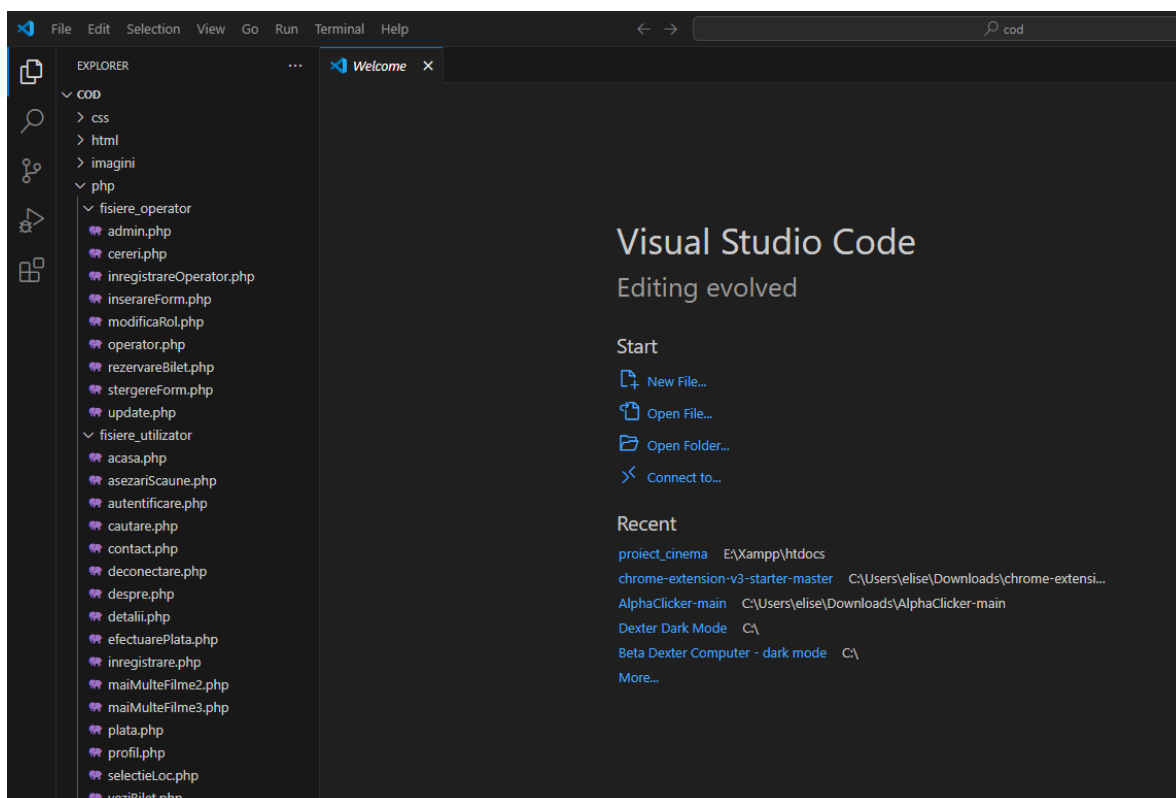 File Edit Selection View Go Run Terminal Help
cod
EXPLORER
Welcome
COD
css
html
imagini
php
fisiere_operator
admin.php
cereri.php
inregistrareOperator.php
inserareForm.php
modificaRol.php
operator.php
rezervareBilet.php
stergereForm.php
update.php
fisiere_utilizator
acasa.php
asezariScaune.php
autentificare.php
cautare.php
contact.php
deconectare.php
despre.php
detalii.php
efectuarePlata.php
inregistrare.php
maiMulteFilme2.php
maiMulteFilme3.php
plata.php
profil.php
selectieLoc.php
veziBilet.php
Visual Studio Code
Editing evolved
Start
New File...
Open File...
Open Folder...
Connect to...
Recent
proiect_cinema E:\Xampp\htdocs
chrome-extension-v3-starter-master C:\Users\elise\Downloads\chrome-extensi...
AlphaClicker-main C:\Users\elise\Downloads\AlphaClicker-main
Dexter Dark Mode C:\
Beta Dexter Computer - dark mode C:\
More...